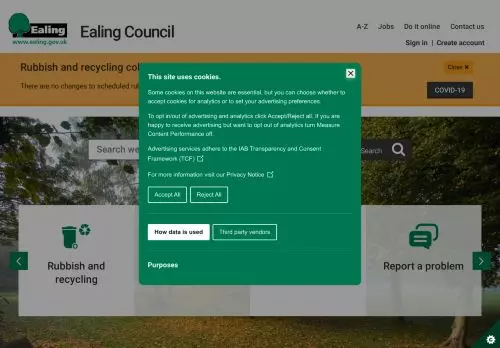 Ealing
www.ealing.gov.uk
Ealing Council
A-Z Jobs Do it online Contact us
Sign in | Create account
Rubbish and recycling col
Close ×
There are no changes to scheduled ru
COVID-19
This site uses cookies.
Some cookies on this website are essential, but you can choose whether to
accept cookies for analytics or to set your advertising preferences.
To opt in/out of advertising and analytics click Accept/Reject all. If you are
happy to receive advertising but want to opt out of analytics turn Measure
Content Performance off.
Advertising services adhere to the IAB Transparency and Consent
Framework (TCF)
For more information visit our Privacy Notice
Accept All Reject All
How data is used Third party vendors
Purposes
Search we
Search
Rubbish and
recycling
Report a problem